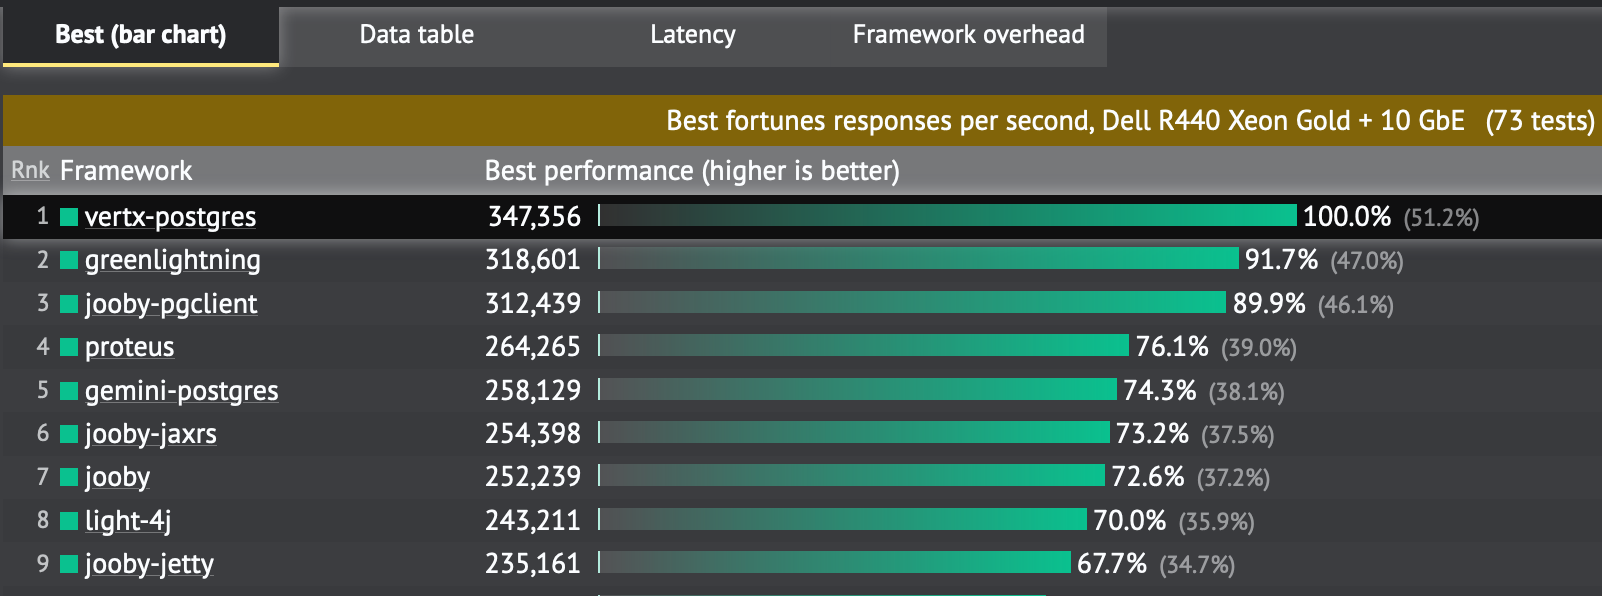 Best (bar chart) Data table Latency Framework overhead
Best fortunes responses per second, Dell R440 Xeon Gold + 10 GbE (73 tests)
Rnk Framework Best performance (higher is better)
1 vertx-postgres 347,356 100.0% (51.2%)
2 greenlightning 318,601 91.7% (47.0%)
3 jooby-pgclient 312,439 89.9% (46.1%)
4 proteus 264,265 76.1% (39.0%)
5 gemini-postgres 258,129 74.3% (38.1%)
6 jooby-jaxrs 254,398 73.2% (37.5%)
7 jooby 252,239 72.6% (37.2%)
8 light-4j 243,211 70.0% (35.9%)
9 jooby-jetty 235,161 67.7% (34.7%)